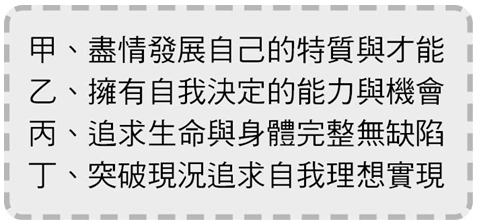 甲、盡情發展自己的特質與才能
乙、擁有自我決定的能力與機會
丙、追求生命與身體完整無缺陷
丁、突破現況追求自我理想實現